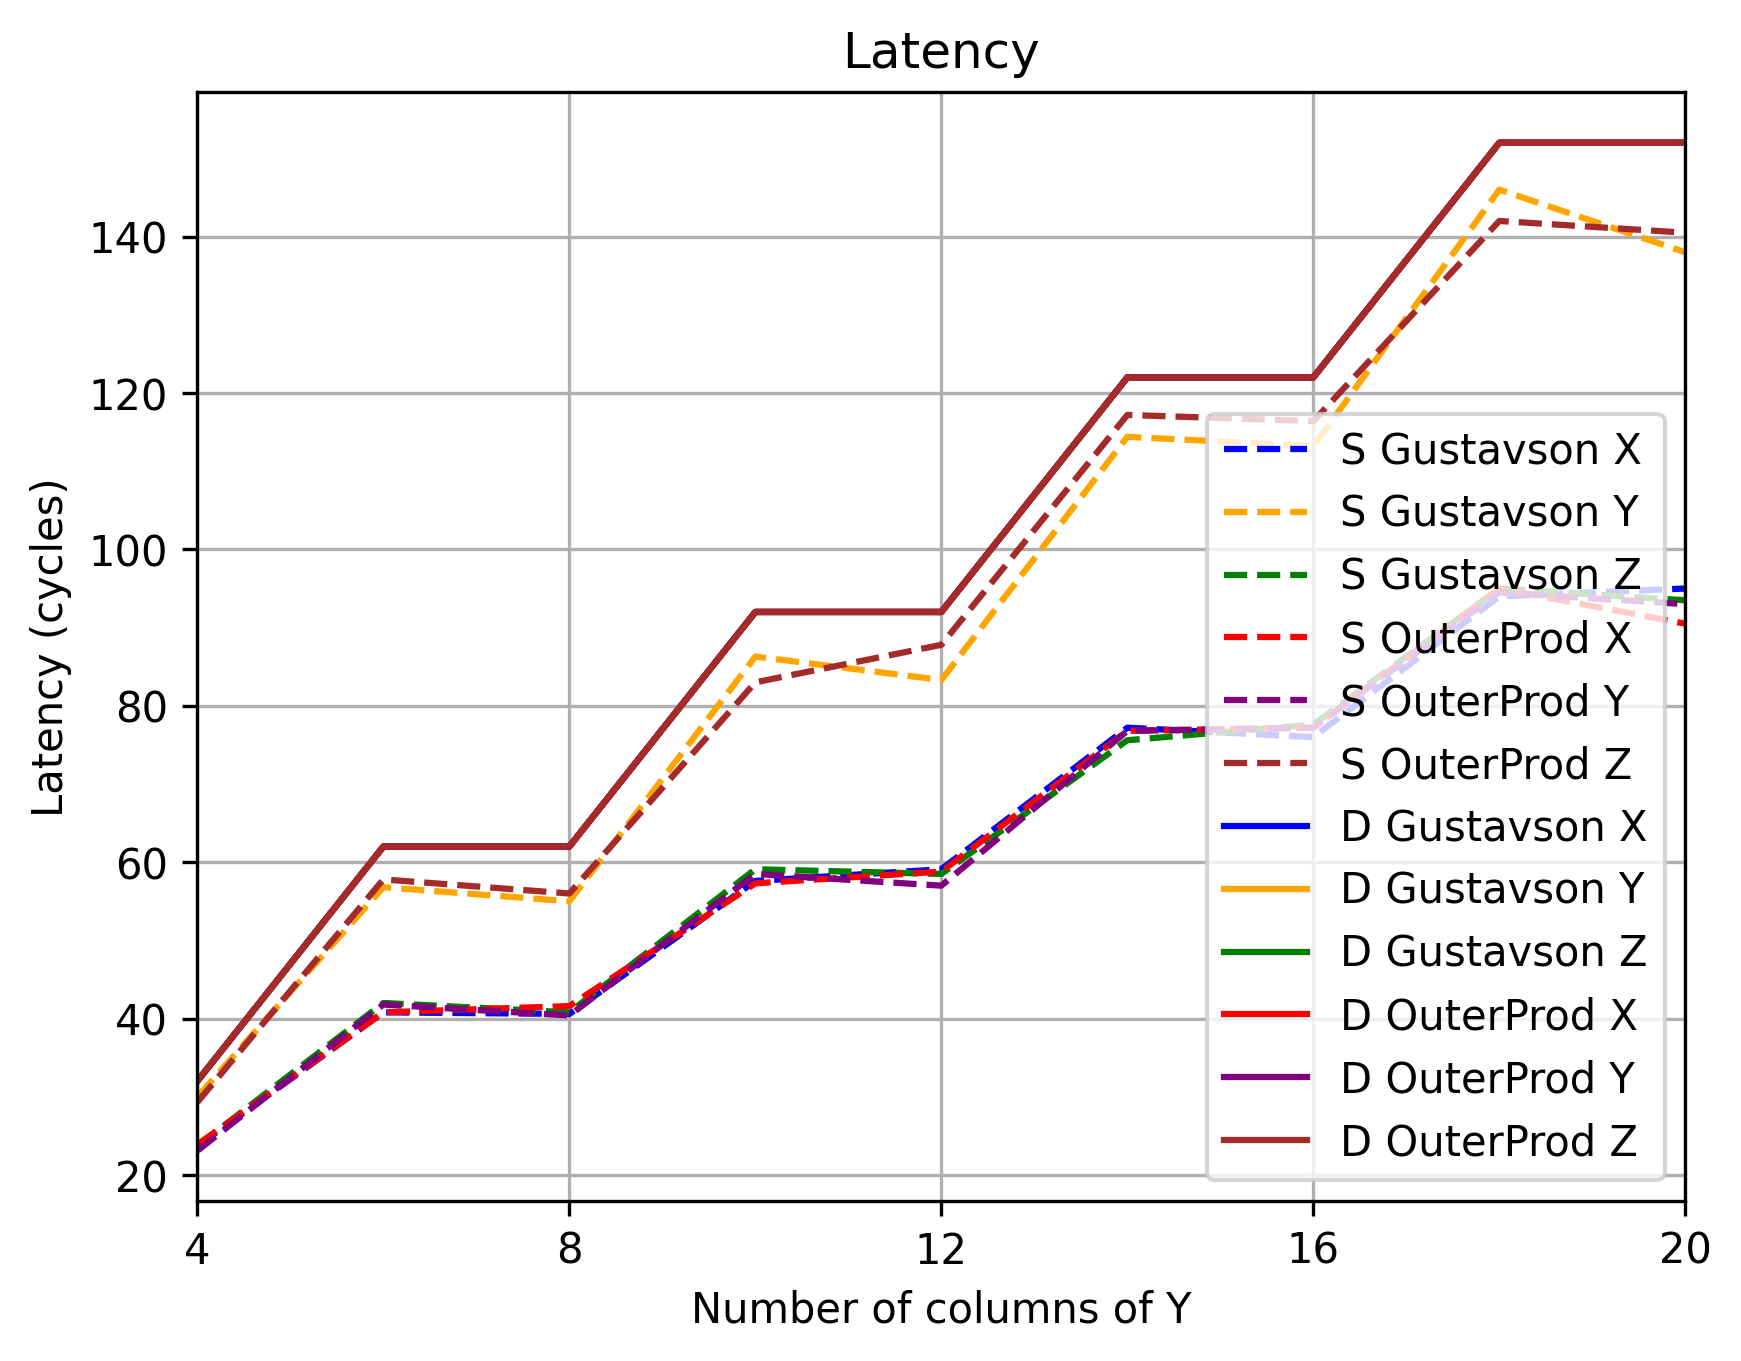 Latency
Latency (cycles)
140
120
100
80
60
40
20
4 8 12 16 20
Number of columns of Y
S Gustavson X
S Gustavson Y
S Gustavson Z
S OuterProd X
S OuterProd Y
S OuterProd Z
D Gustavson X
D Gustavson Y
D Gustavson Z
D OuterProd X
D OuterProd Y
D OuterProd Z